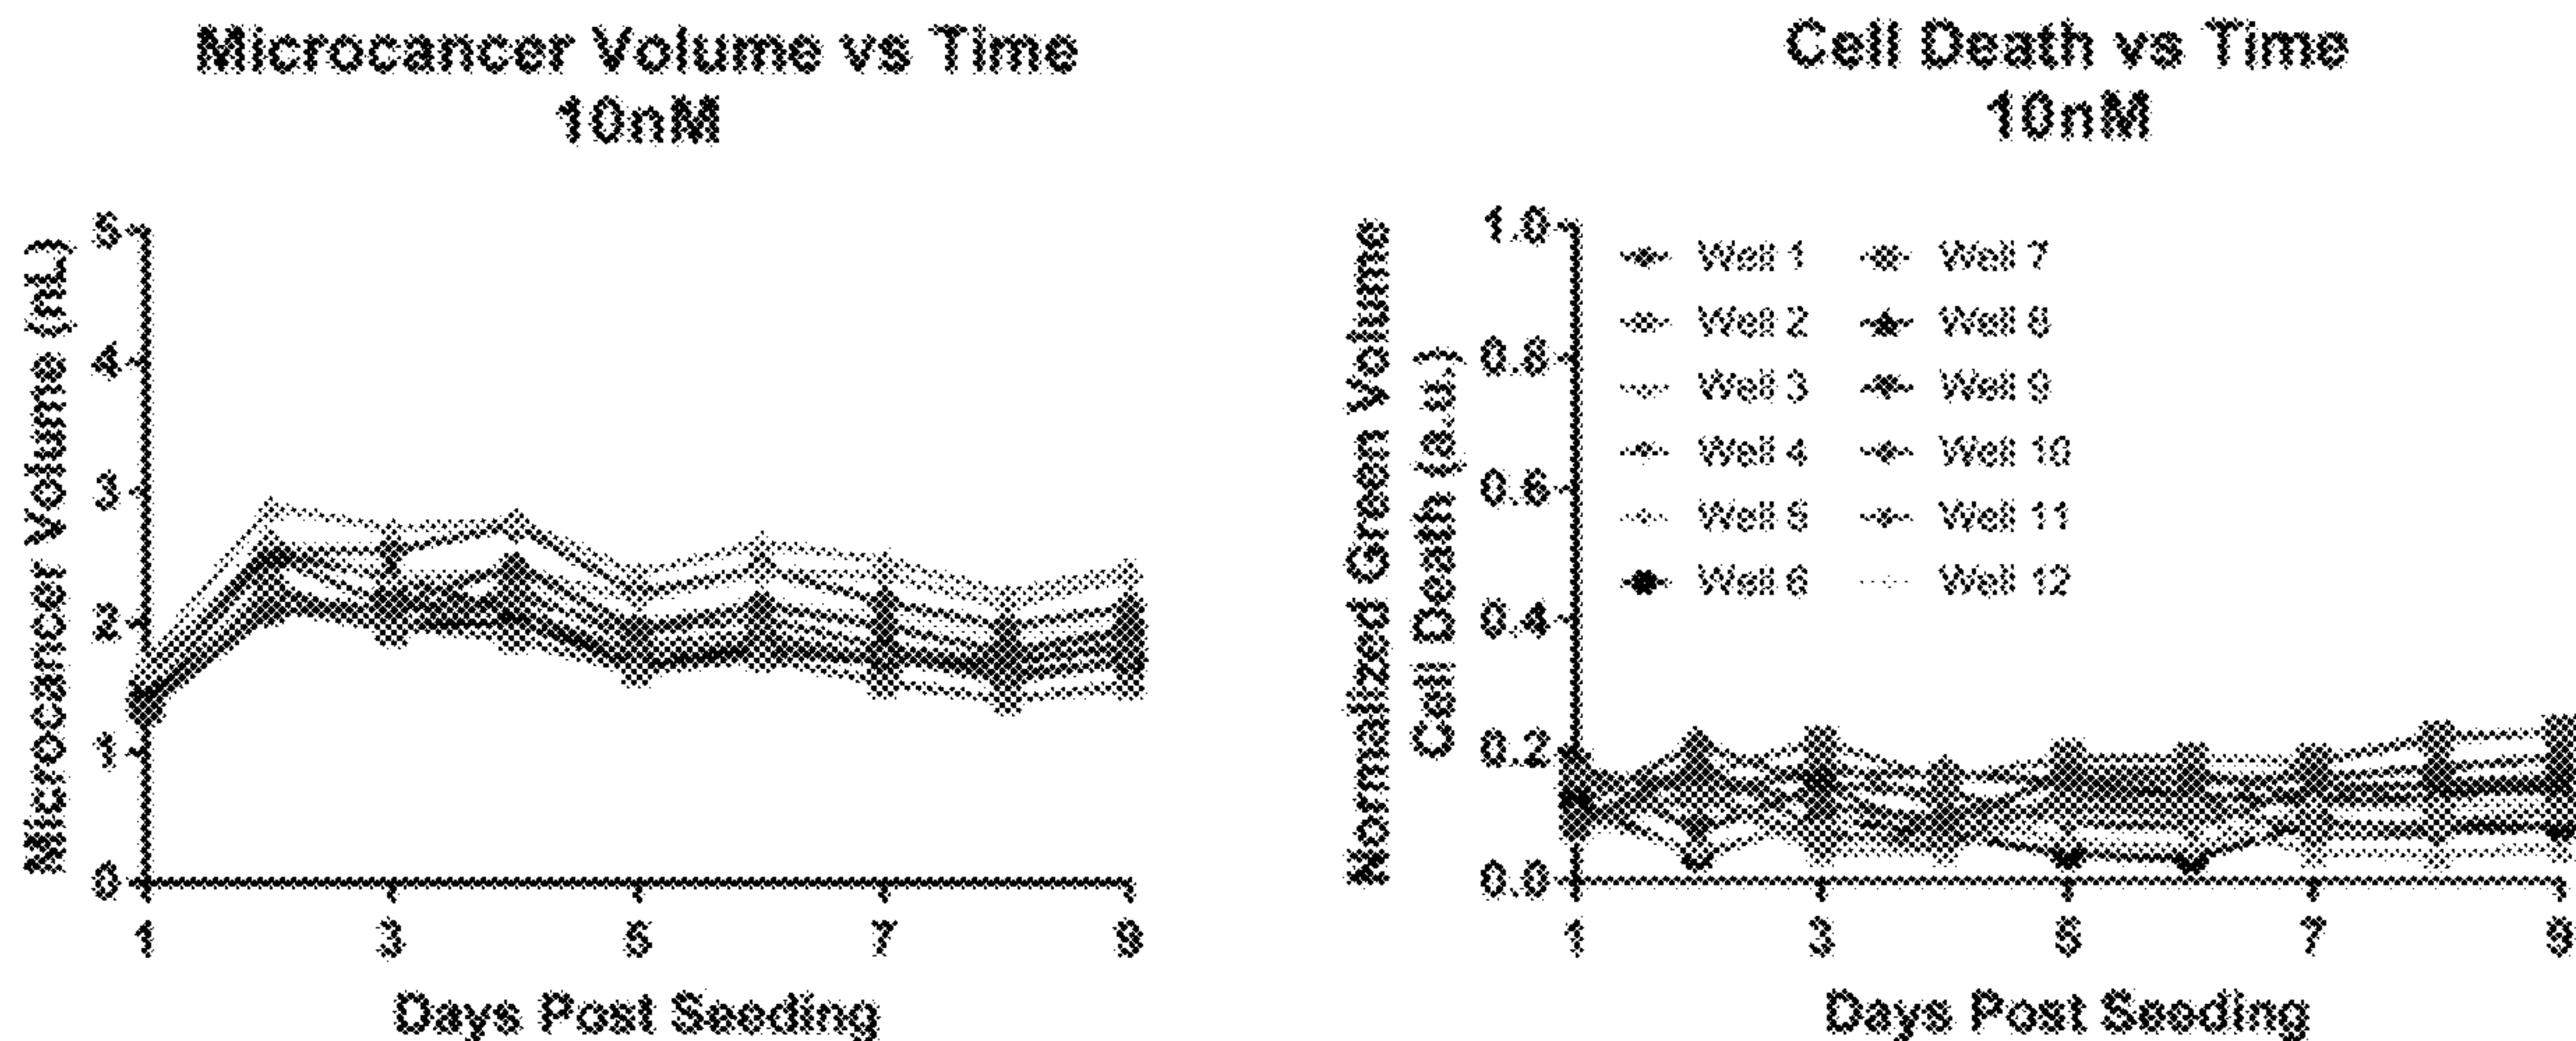 Microcancer Volume vs Time
10nM
Microcancer Volume (nL)
5
4
3
2
1
0
1 3 5 7 9
Days Post Seeding
Cell Death vs Time
10nM
Normalized Green Volume
Cell Death (a.u.)
1.0
0.8
0.6
0.4
0.2
0.0
Well 1 Well 7
Well 2 Well 8
Well 3 Well 9
Well 4 Well 10
Well 5 Well 11
Well 6 Well 12
1 3 5 7 9
Days Post Seeding